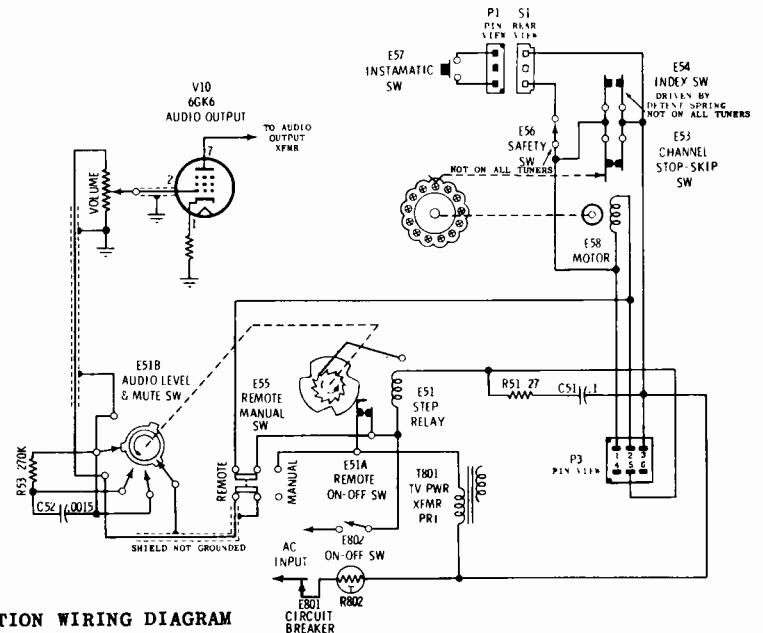 P1
PIN
VIEW
S1
REAR
VIEW
E57
INSTAMATIC
SW
E54
INDEX SW
DRIVEN BY
DETENT SPRING
NOT ON ALL TUNERS
E56
SAFETY
SW
E53
CHANNEL
STOP-SKIP
SW
NOT ON ALL TUNERS
V10
6GK6
AUDIO OUTPUT
TO AUDIO
OUTPUT
XFMR
7
2
1
VOLUME
E58
MOTOR
E51B
AUDIO LEVEL
& MUTE SW
E55
REMOTE
MANUAL
SW
E51
STEP
RELAY
R51 27
C51 .1
R53 270K
C52 .0015
REMOTE
MANUAL
E51A
REMOTE
ON-OFF SW
T801
TV PWR
XFMR
PRI
P3
PIN VIEW
1 2 3
4 5 6
SHIELD NOT GROUNDED
E802
ON-OFF SW
AC
INPUT
E801
CIRCUIT
BREAKER
T
R802
TION WIRING DIAGRAM